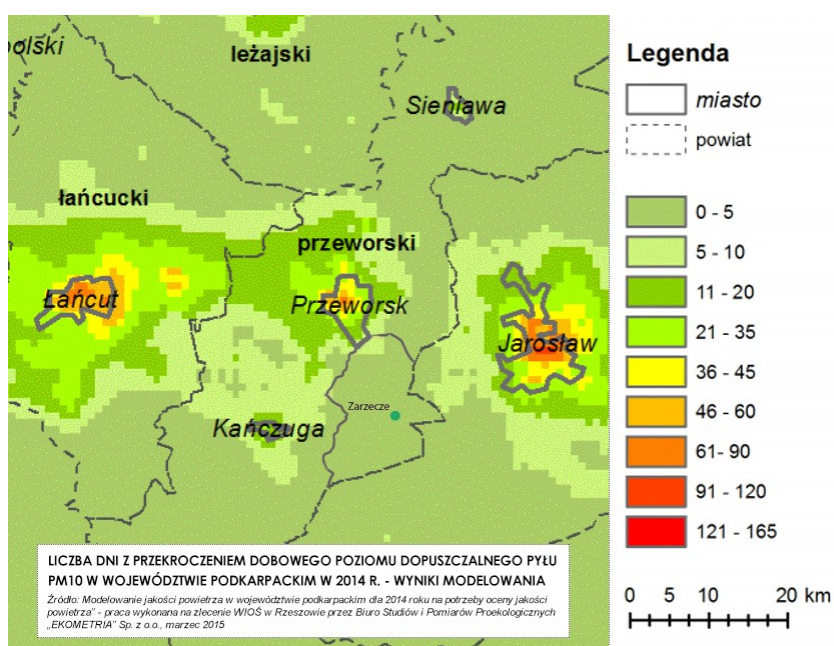 olski
leżajski
Sieniawa
łańcucki
przeworski
Łańcut
Przeworsk
Jarosław
Zarzecze
Kańczuga
LICZBA DNI Z PRZEKROCZENIEM DOBOWEGO POZIOMU DOPUSZCZALNEGO PYŁU
PM10 W WOJEWÓDZTWIE PODKARPACKIM W 2014 R. - WYNIKI MODELOWANIA
Źródło: Modelowanie jakości powietrza w województwie podkarpackim dla 2014 roku na potrzeby oceny jakości
powietrza" - praca wykonana na zlecenie WIOŚ w Rzeszowie przez Biuro Studiów i Pomiarów Proekologicznych
„EKOMETRIA" Sp. z o.o., marzec 2015
Legenda
miasto
powiat
0 - 5
5 - 10
11 - 20
21 - 35
36 - 45
46 - 60
61- 90
91 - 120
121 - 165
0 5 10 20 km